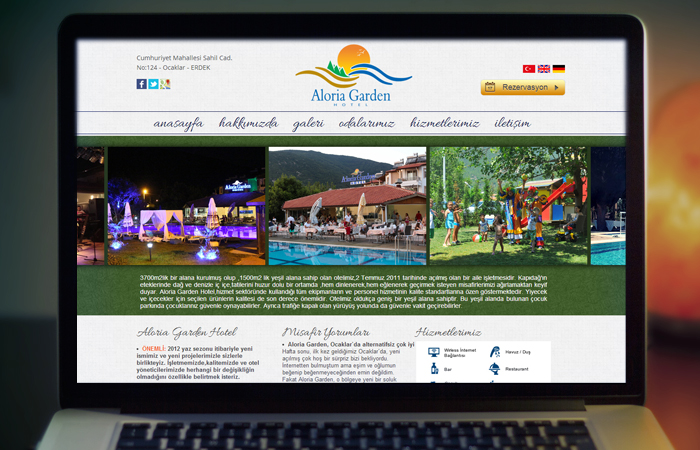 Cumhuriyet Mahallesi Sahil Cad.
No:124 - Ocaklar - ERDEK
Aloria Garden
HOTEL
Rezervasyon
anasayfa hakkımızda galeri odalarımız hizmetlerimiz iletişim
Aloria Garden
Aloria Garden
3700m2lik bir alana kurulmuş olup ,1500m2 lik yeşil alana sahip olan otelimiz,2 Temmuz 2011 tarihinde açılmış olan bir aile işletmesidir. Kapıdağ'ın
eteklerinde dağ ve denizle iç içe,tatilerini huzur dolu bir ortamda ,hem dinlenerek,hem eğlenerek geçirmek isteyen misafirlerimizi ağırlamaktan keyif
duyar. Aloria Garden Hotel,hizmet sektöründe kullandığı tüm ekipmanların ve personel hizmetinin kalite standartlarına özen göstermektedir. Yiyecek
ve içecekler için seçilen ürünlerin kalitesi de son derece önemlidir. Otelimiz oldukça geniş bir yeşil alana sahiptir. Bu yeşil alanda bulunan çocuk
parkında çocuklarınız güvenle oynayabilirler. Ayrıca trafiğe kapalı olan yürüyüş yolunda da güvenle vakit geçirebilirler
Aloria Garden Hotel
ÖNEMLİ: 2012 yaz sezonu itibariyle yeni
ismimiz ve yeni projelerimizle sizlerle
birlikteyiz. İşletmemizde,kalitemizde ve otel
yöneticilerimizde herhangi bir değişikliğin
olmadığını özellikle belirtmek isteriz.
Misafir Yorumları
Aloria Garden, Ocaklar'da alternatifsiz çok iyi
Hafta sonu, ilk kez geldiğimiz Ocaklar'da, yeni
açılmış çok hoş bir sürpriz bizi bekliyordu.
İnternetten bulmuştum ama eşim ve oğlumun
beğenip beğenmeyeceğinden emin değildim.
Fakat Aloria Garden, o bölgeye yeni bir soluk
Hizmetlerimiz
Wireless Internet
Bağlantısı
Havuz / Duş
Bar
Restaurant